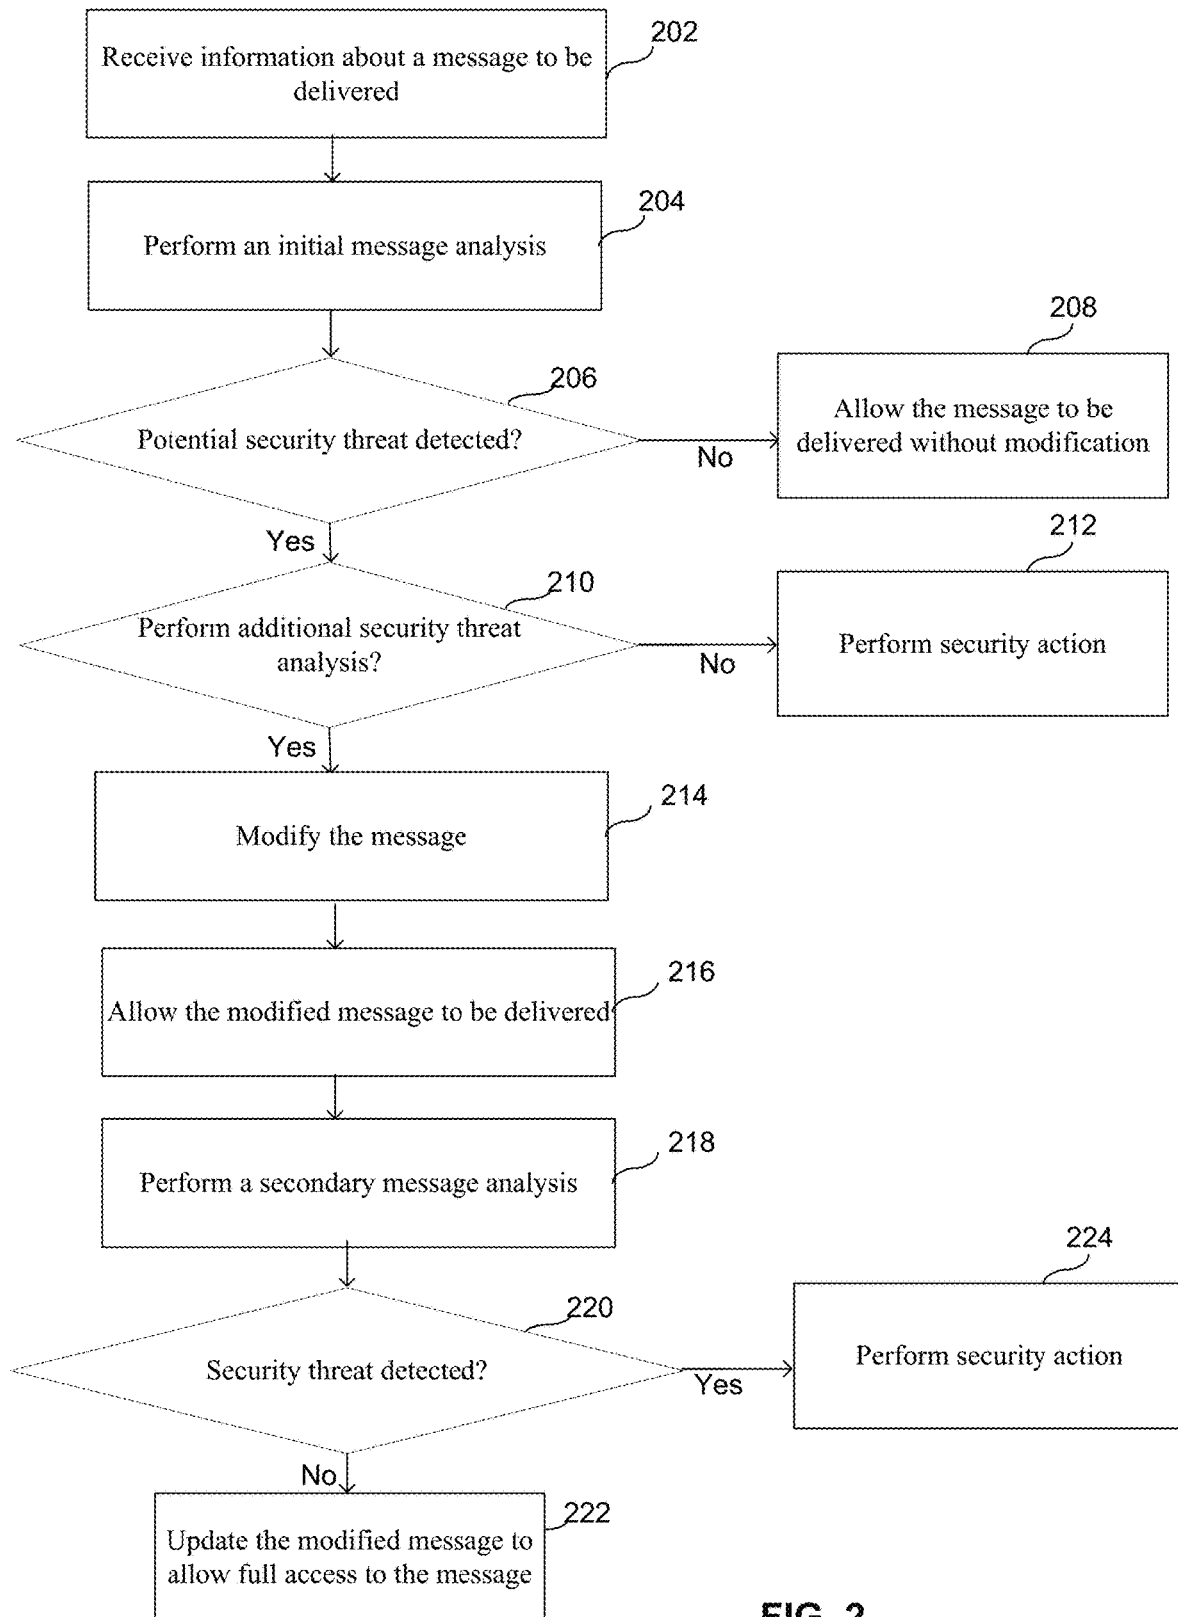 202
Receive information about a message to be
delivered
204
Perform an initial message analysis
208
206
Potential security threat detected?
No
Allow the message to be
delivered without modification
Yes
212
210
Perform additional security threat
analysis?
No
Perform security action
Yes
214
Modify the message
216
Allow the modified message to be delivered
218
Perform a secondary message analysis
224
220
Security threat detected?
Yes
Perform security action
No
222
Update the modified message to
allow full access to the message
FIG. 2